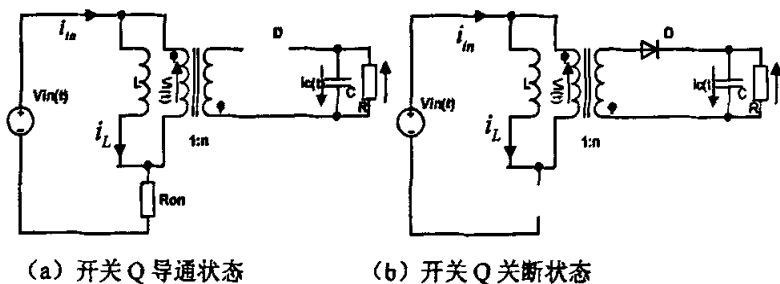 i_in
D
Vin(t)
L
V(t)
ic(t)
C
R
i_L
1:n
Ron
(a) 开关 Q 导通状态
i_in
D
Vin(t)
L
V(t)
ic(t)
C
R
i_L
1:n
(b) 开关 Q 关断状态